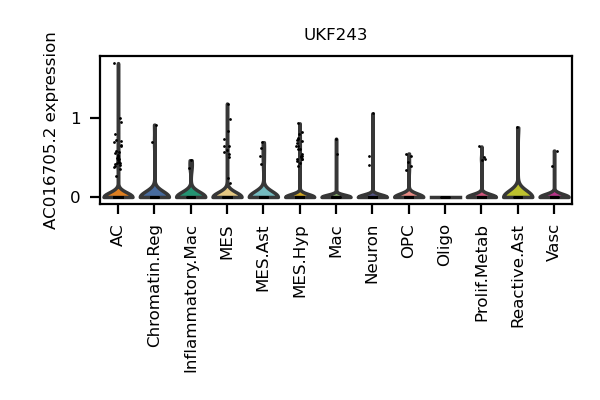 UKF243
AC016705.2 expression
1
0
AC
Chromatin.Reg
Inflammatory.Mac
MES
MES.Ast
MES.Hyp
Mac
Neuron
OPC
Oligo
Prolif.Metab
Reactive.Ast
Vasc